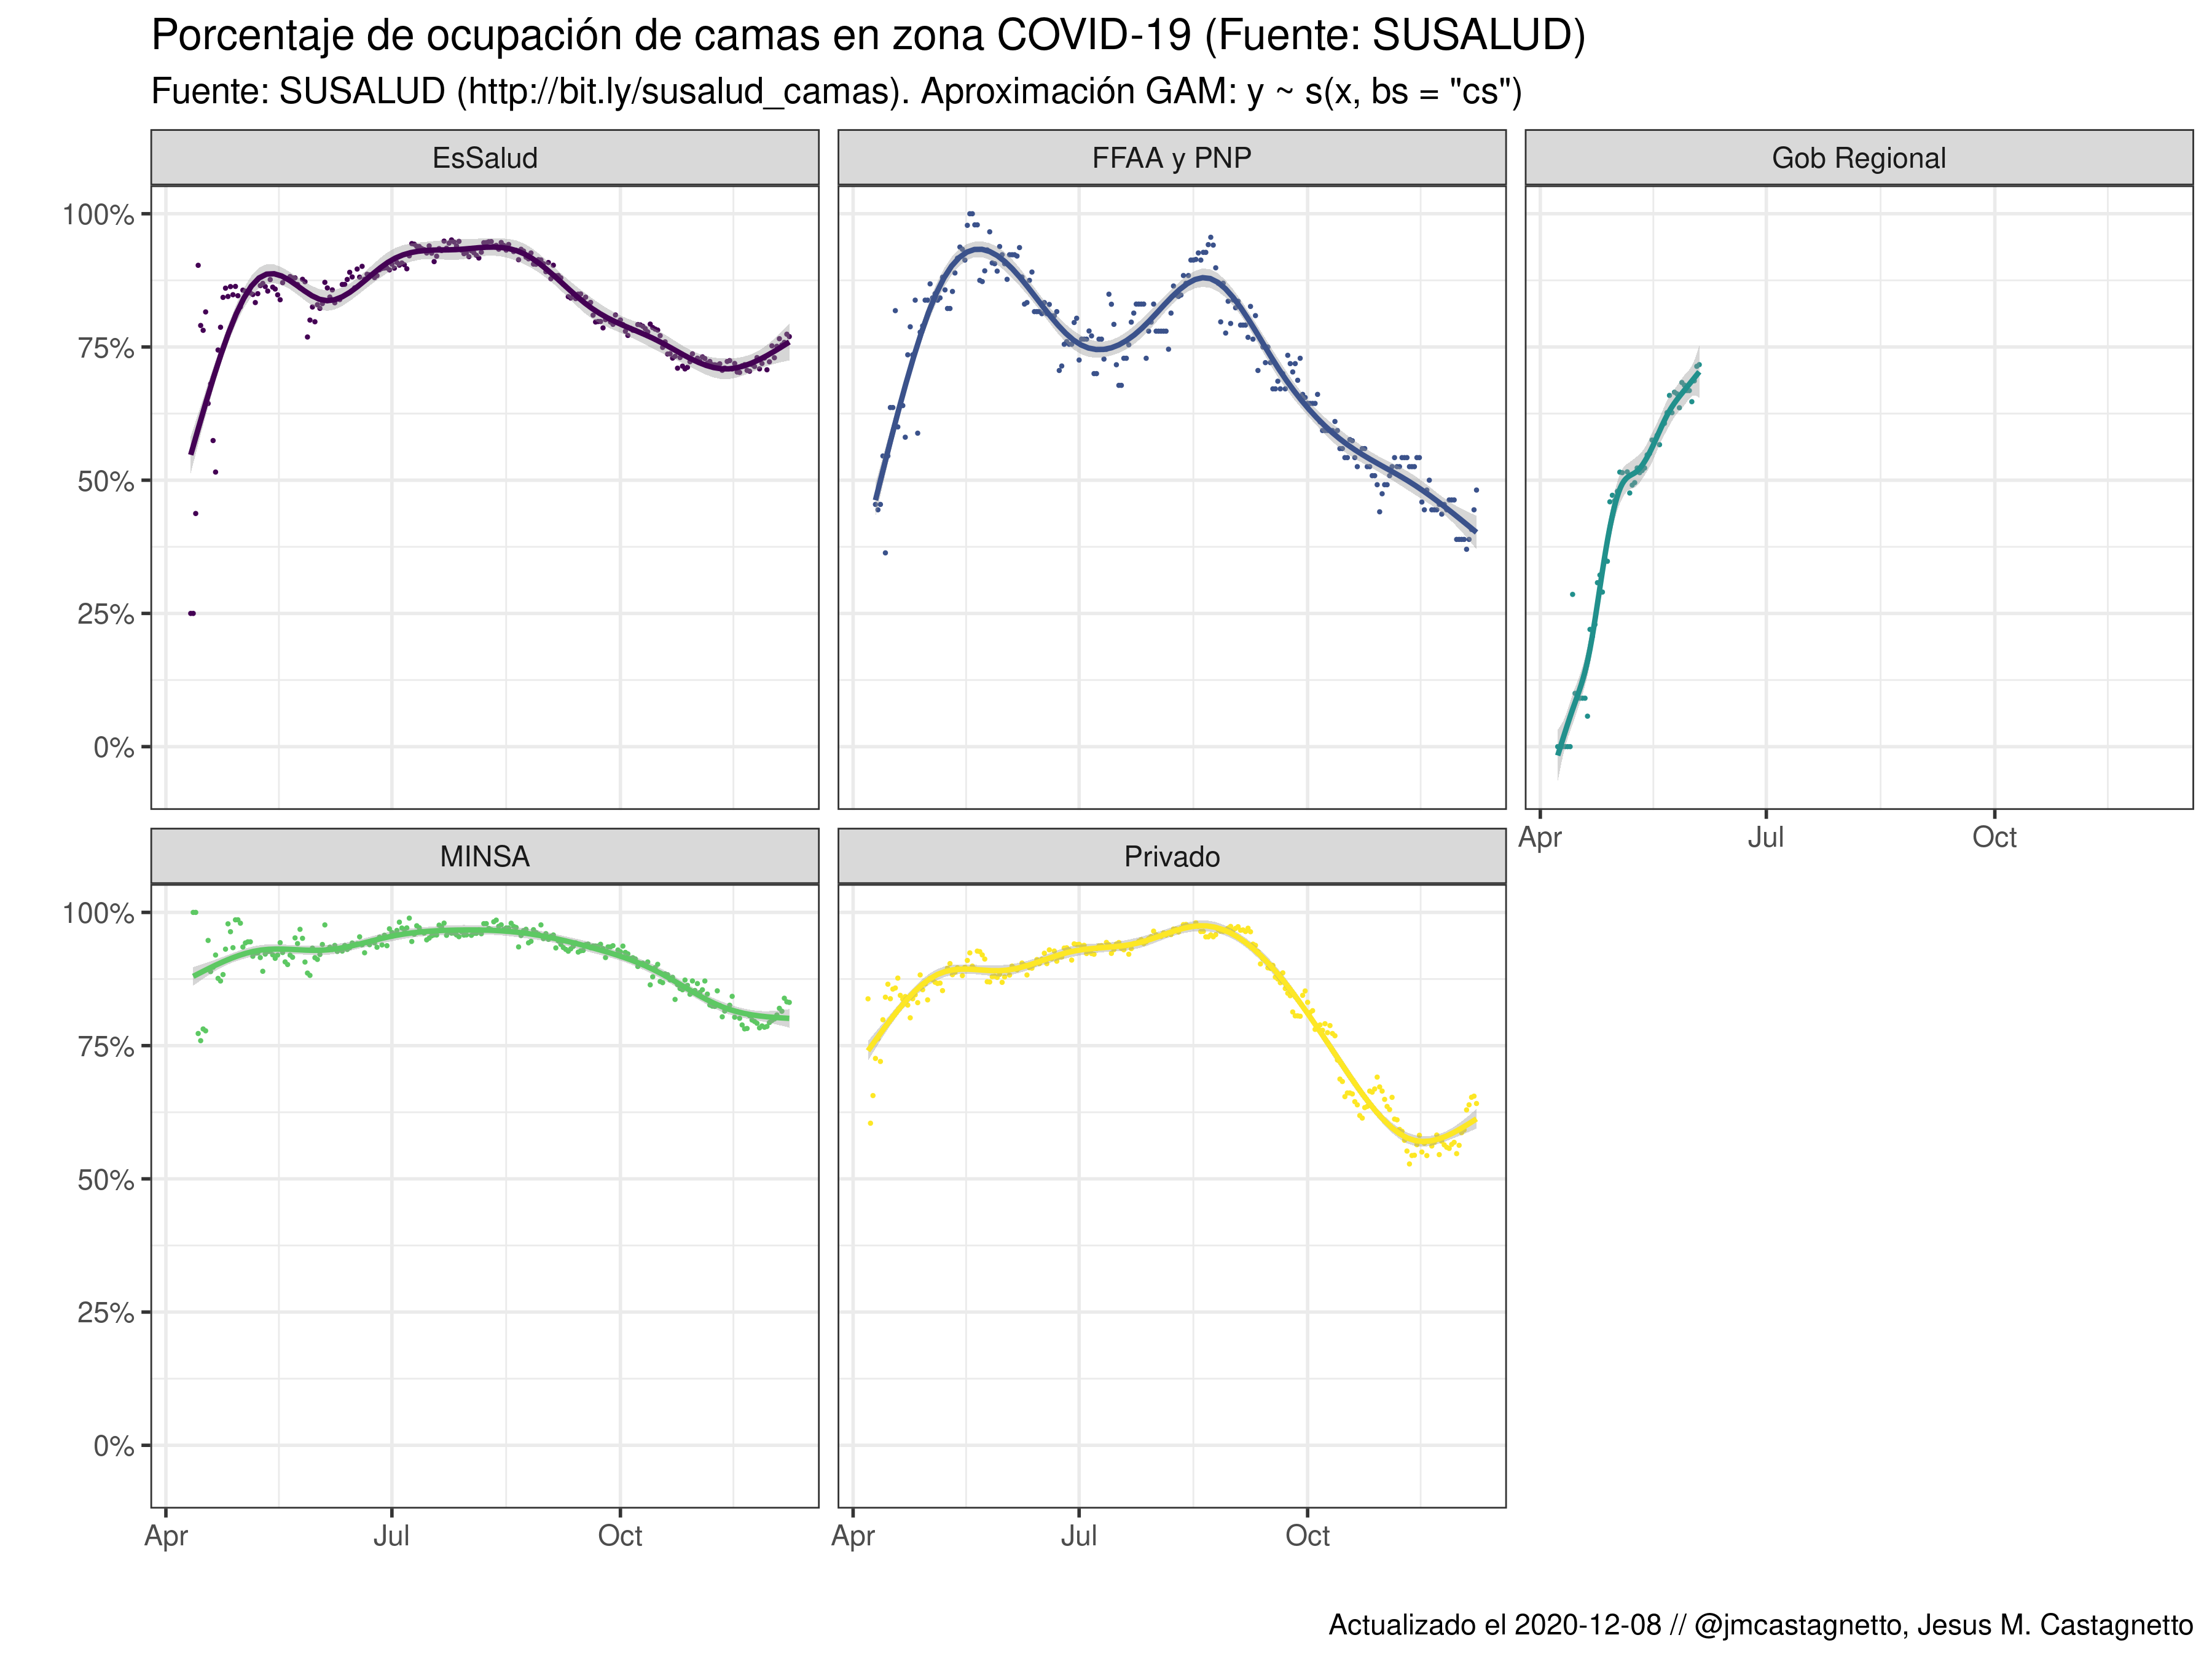 Porcentaje de ocupación de camas en zona COVID-19 (Fuente: SUSALUD)
Fuente: SUSALUD (http://bit.ly/susalud_camas). Aproximación GAM: y ~ s(x, bs = "cs")
EsSalud
FFAA y PNP
Gob Regional
100%
75%
50%
25%
0%
Apr
Jul
Oct
MINSA
Privado
100%
75%
50%
25%
0%
Apr
Jul
Oct
Apr
Jul
Oct
Actualizado el 2020-12-08 // @jmcastagnetto, Jesus M. Castagnetto